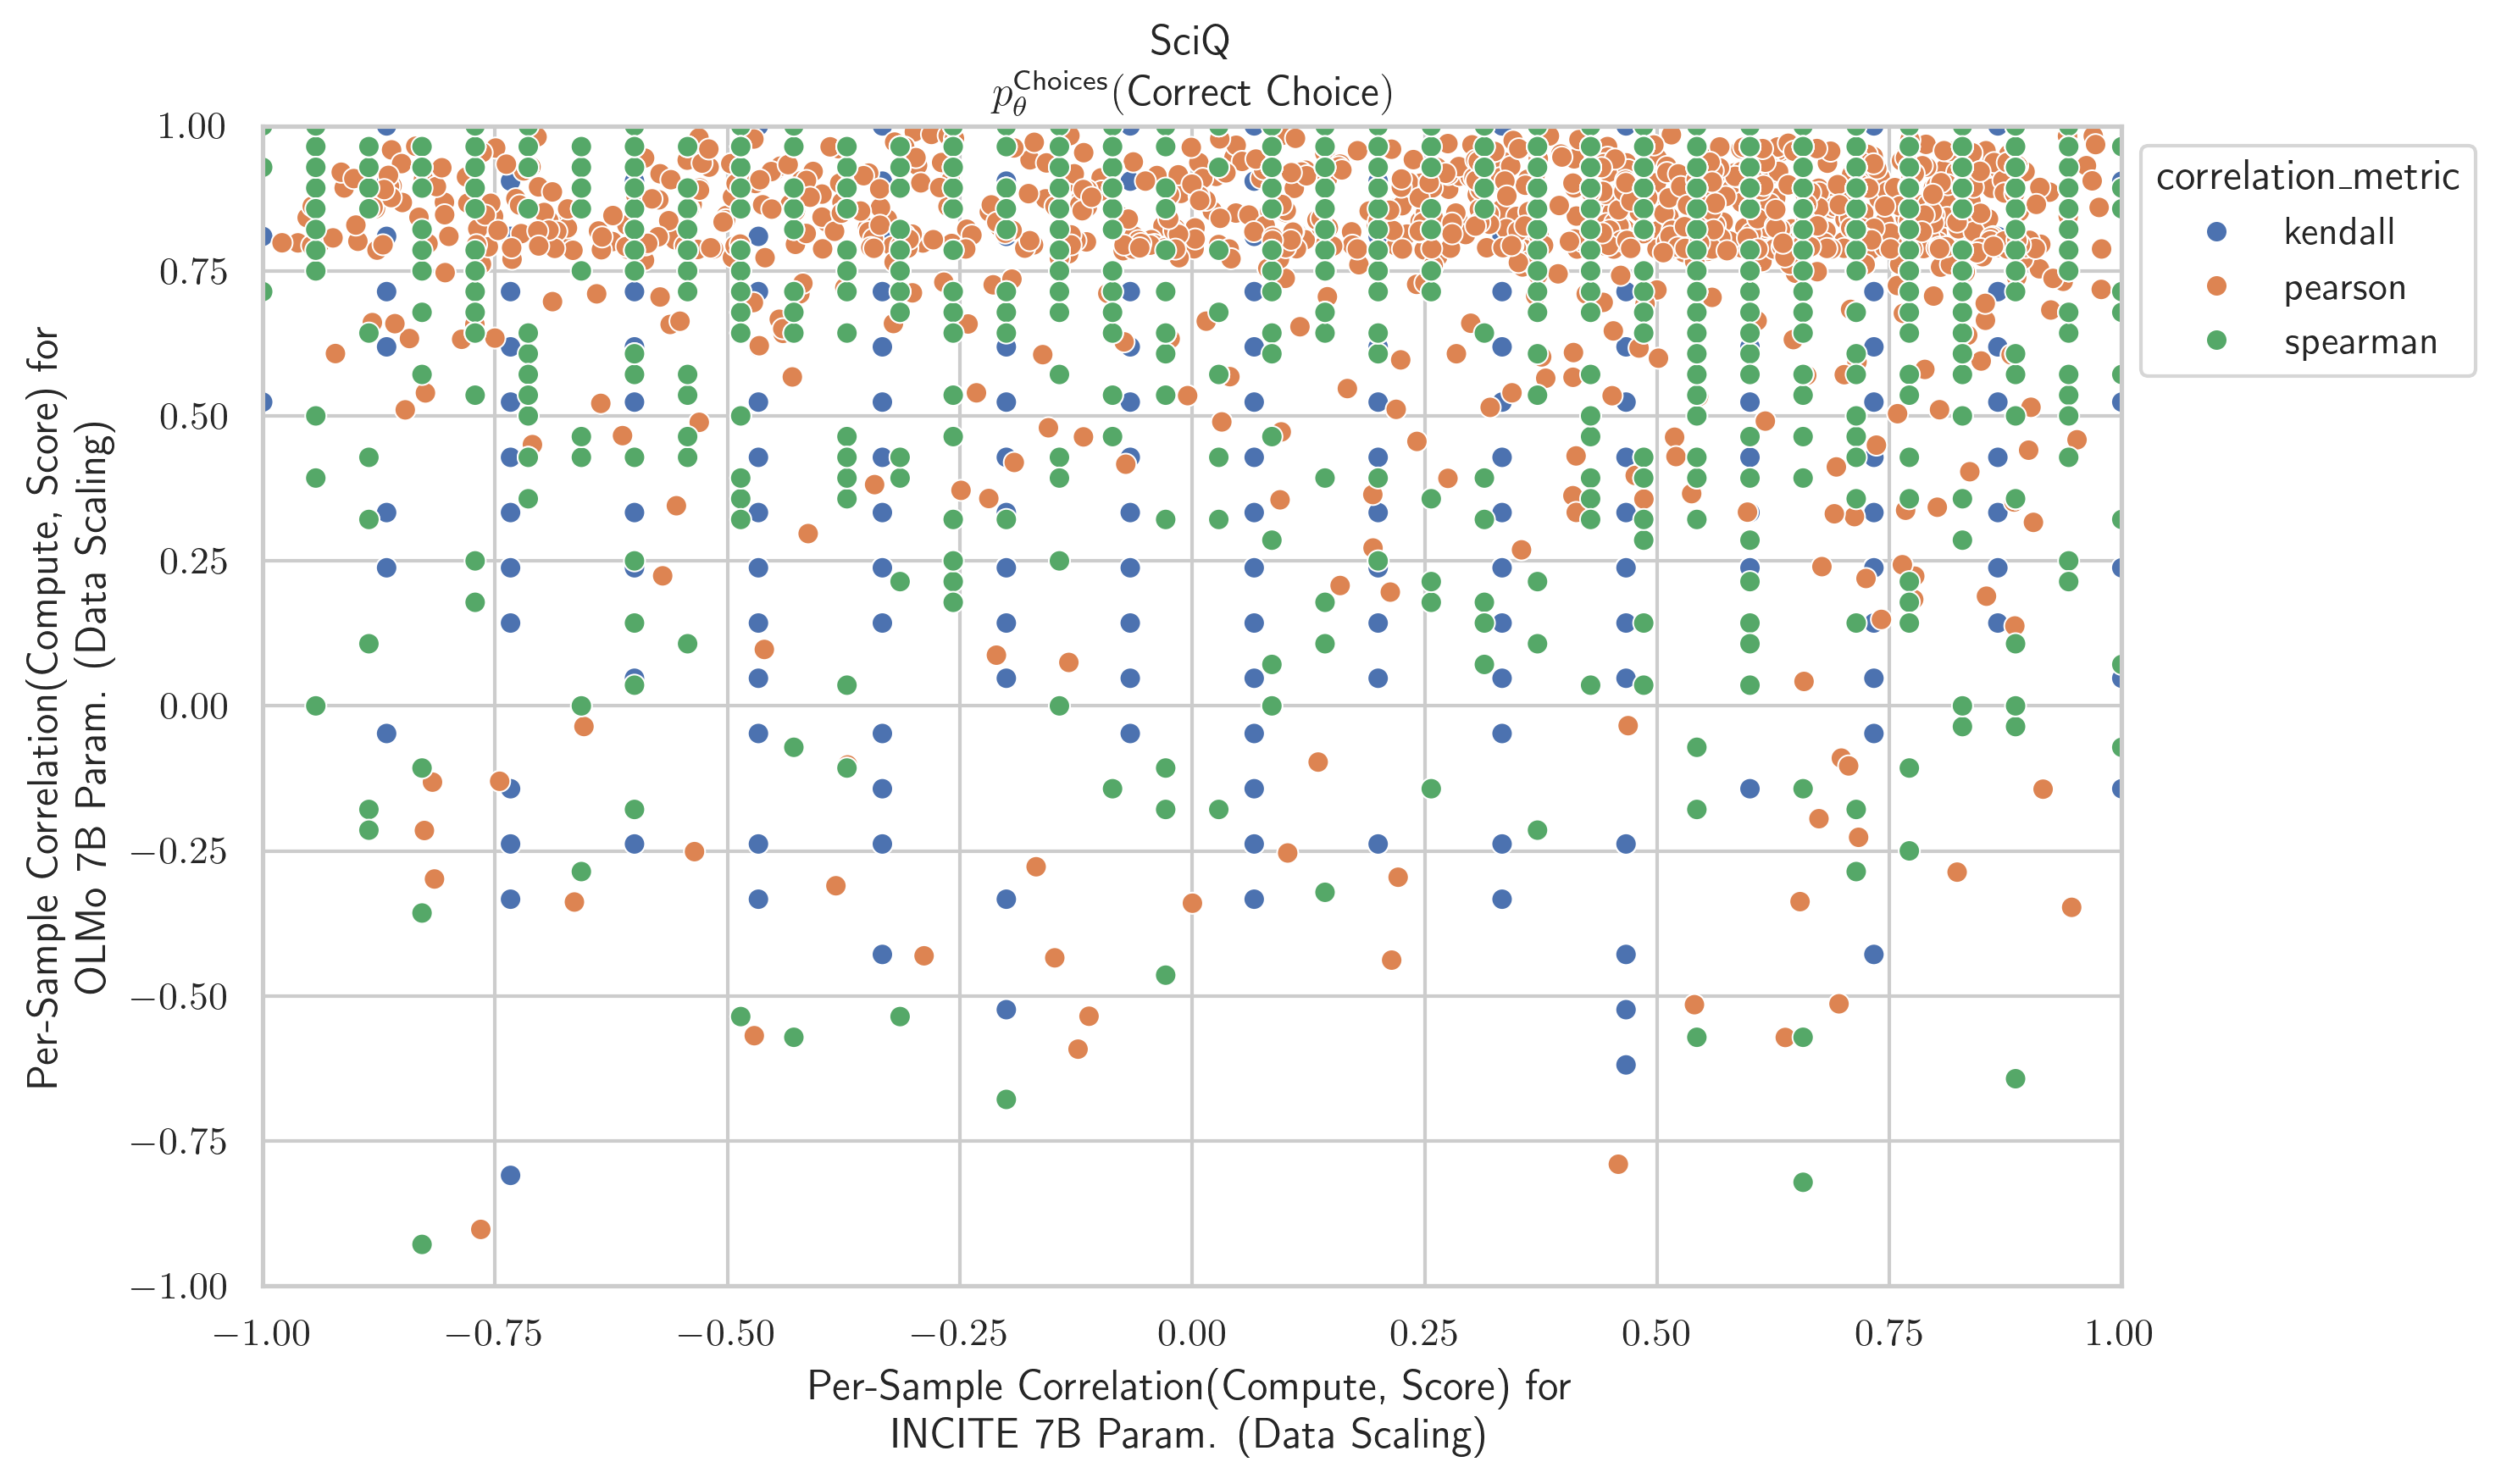 SciQ
p_θ^Choices(Correct Choice)
1.00
0.75
0.50
0.25
0.00
−0.25
−0.50
−0.75
−1.00
Per-Sample Correlation(Compute, Score) for
OLMo 7B Param. (Data Scaling)
−1.00 −0.75 −0.50 −0.25 0.00 0.25 0.50 0.75 1.00
Per-Sample Correlation(Compute, Score) for
INCITE 7B Param. (Data Scaling)
correlation_metric
kendall
pearson
spearman